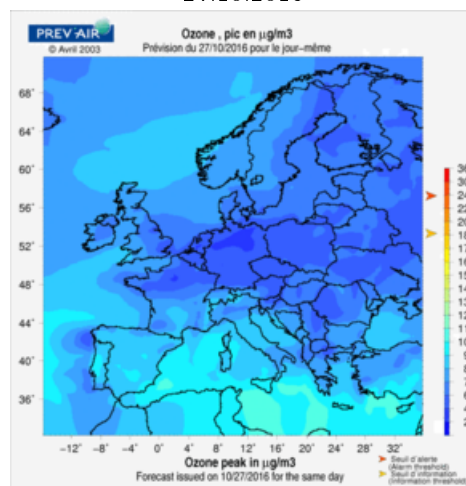 PREV'AIR
© Avril 2003
Ozone , pic en µg/m3
Prévision du 27/10/2016 pour le jour-même
68°
64°
60°
56°
52°
48°
44°
40°
36°
-12° -8° -4° 0° 4° 8° 12° 16° 20° 24° 28° 32°
Ozone peak in µg/m3
Forecast issued on 10/27/2016 for the same day
Seuil d'alerte
(Alarm threshold)
Seuil d'information
(Information threshold)